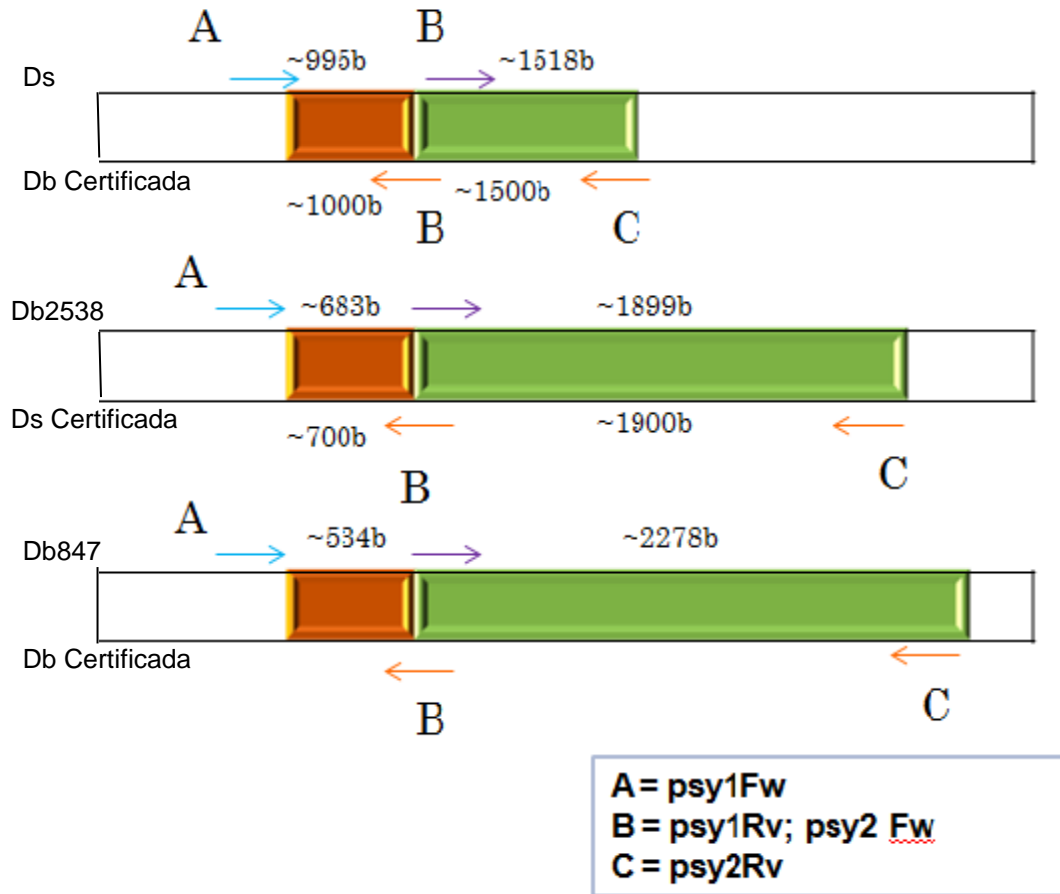 A B
~995b ~1518b
Ds
Db Certificada
~1000b ~1500b
B C
A
~683b ~1899b
Db2538
Ds Certificada
~700b ~1900b
B C
A
~534b ~2278b
Db847
Db Certificada
B C
A = psy1Fw
B = psy1Rv; psy2 Fw
C = psy2Rv